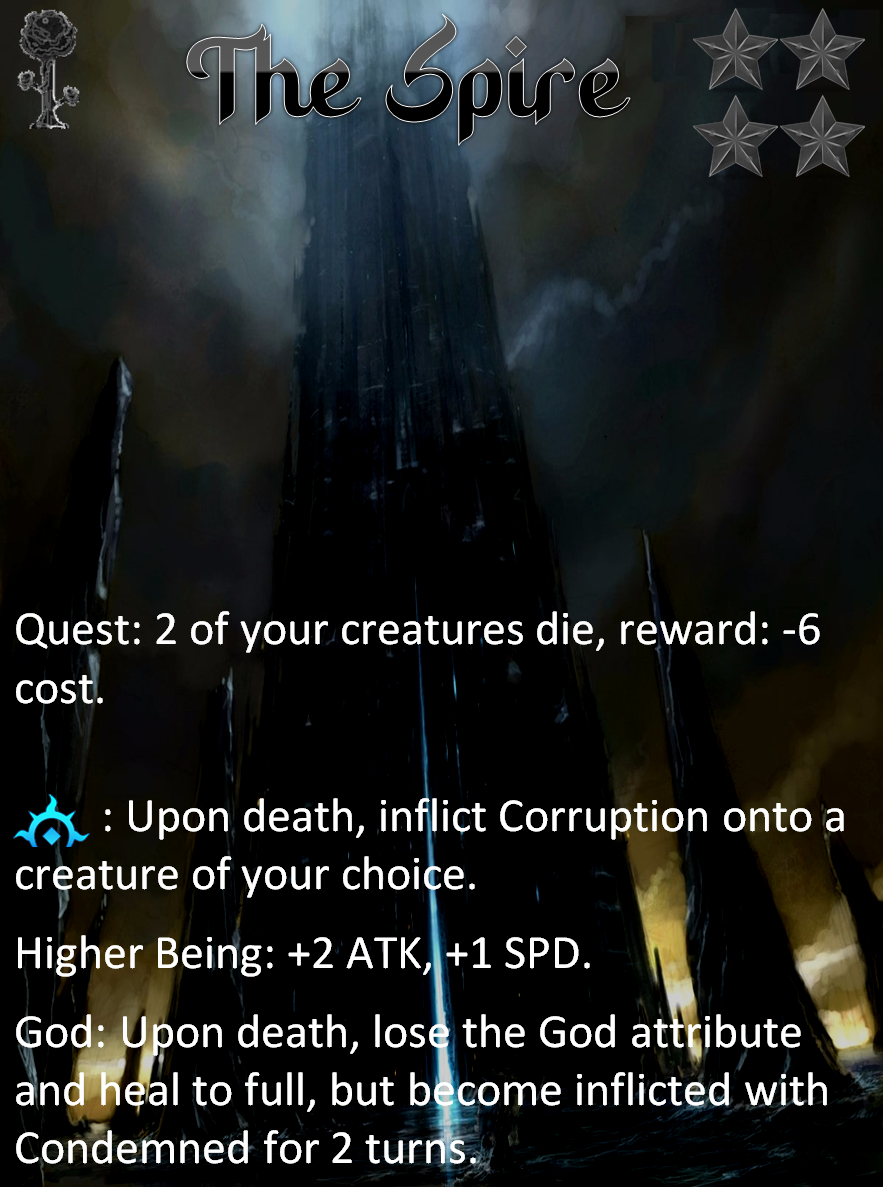 The Spire
Quest: 2 of your creatures die, reward: -6
cost.
: Upon death, inflict Corruption onto a
creature of your choice.
Higher Being: +2 ATK, +1 SPD.
God: Upon death, lose the God attribute
and heal to full, but become inflicted with
Condemned for 2 turns.